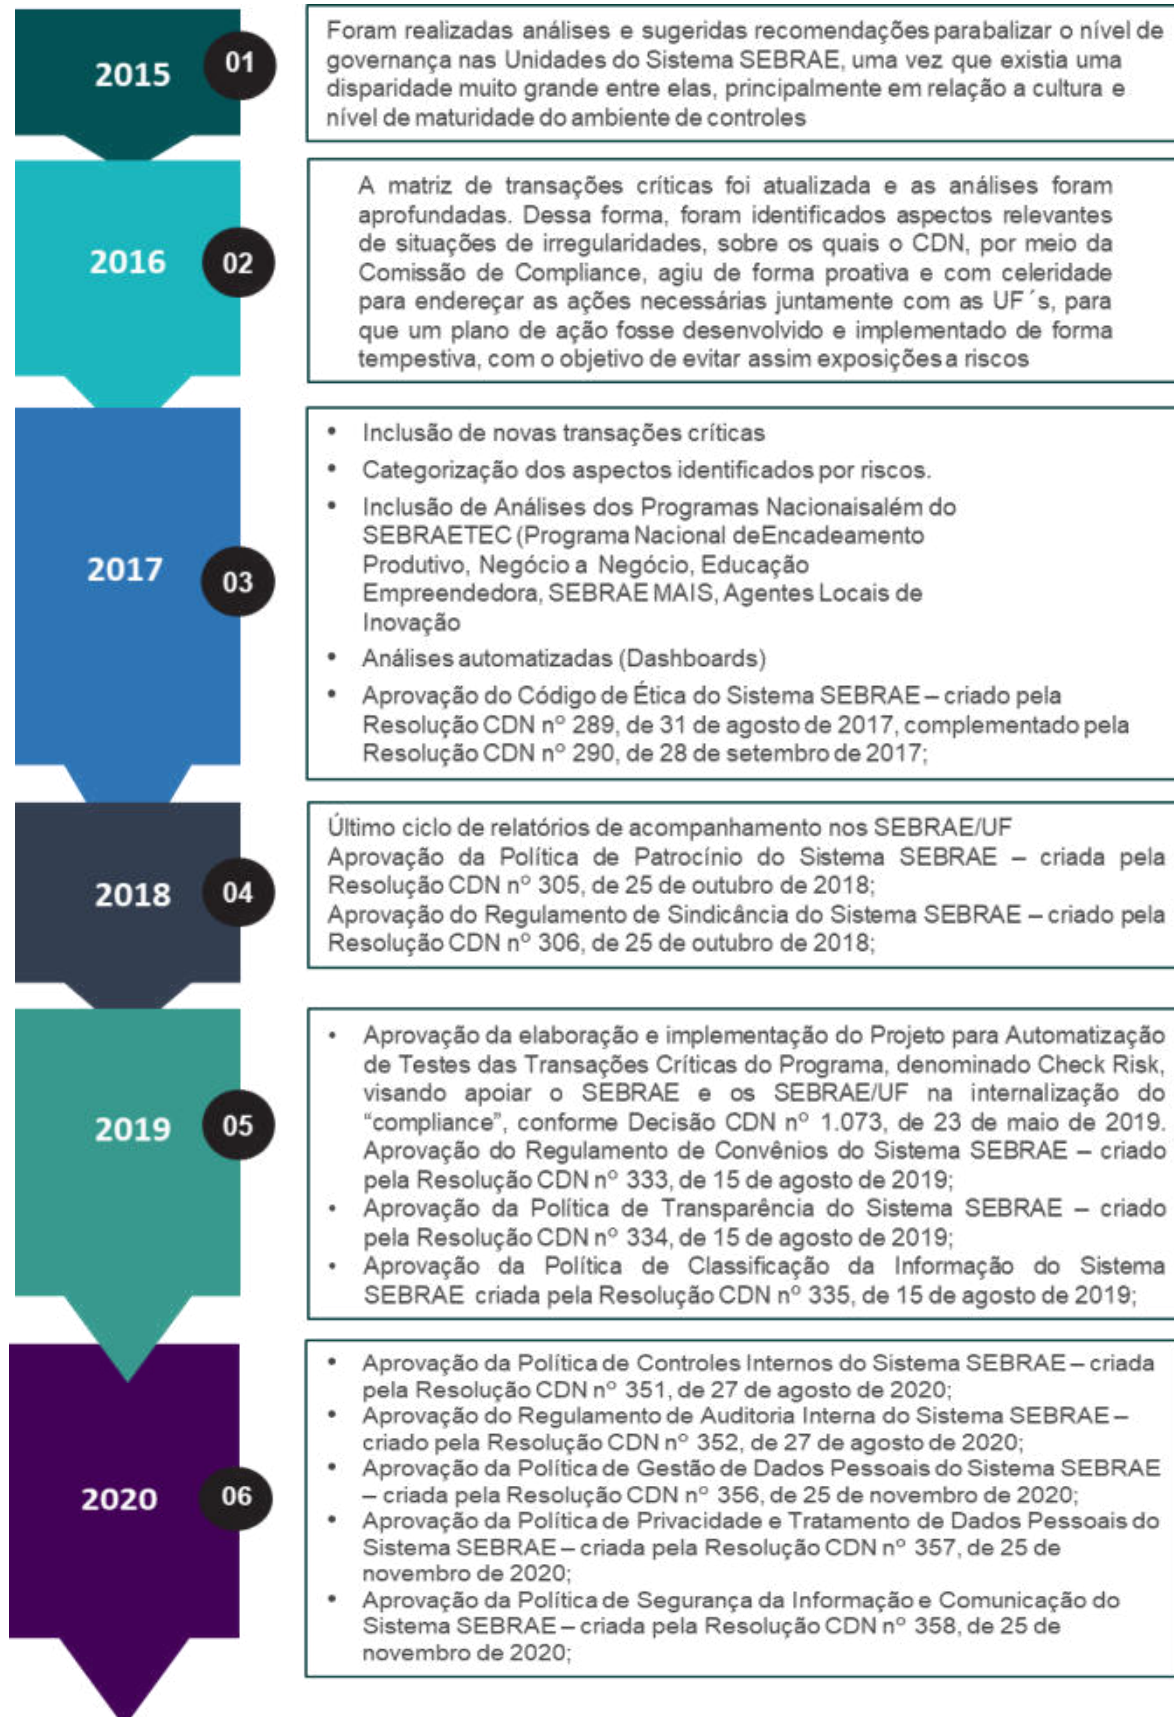 2015
01
Foram realizadas análises e sugeridas recomendações parabalizar o nível de
governança nas Unidades do Sistema SEBRAE, uma vez que existia uma
disparidade muito grande entre elas, principalmente em relação a cultura e
nível de maturidade do ambiente de controles
2016
02
A matriz de transações críticas foi atualizada e as análises foram
aprofundadas. Dessa forma, foram identificados aspectos relevantes
de situações de irregularidades, sobre os quais o CDN, por meio da
Comissão de Compliance, agiu de forma proativa e com celeridade
para endereçar as ações necessárias juntamente com as UF´s, para
que um plano de ação fosse desenvolvido e implementado de forma
tempestiva, com o objetivo de evitar assim exposições a riscos
2017
03
• Inclusão de novas transações críticas
• Categorização dos aspectos identificados por riscos.
• Inclusão de Análises dos Programas Nacionaisalém do
SEBRAETEC (Programa Nacional deEncadeamento
Produtivo, Negócio a Negócio, Educação
Empreendedora, SEBRAE MAIS, Agentes Locais de
Inovação
• Análises automatizadas (Dashboards)
• Aprovação do Código de Ética do Sistema SEBRAE – criado pela
Resolução CDN nº 289, de 31 de agosto de 2017, complementado pela
Resolução CDN nº 290, de 28 de setembro de 2017;
2018
04
Último ciclo de relatórios de acompanhamento nos SEBRAE/UF
Aprovação da Política de Patrocínio do Sistema SEBRAE – criada pela
Resolução CDN nº 305, de 25 de outubro de 2018;
Aprovação do Regulamento de Sindicância do Sistema SEBRAE – criado pela
Resolução CDN nº 306, de 25 de outubro de 2018;
2019
05
• Aprovação da elaboração e implementação do Projeto para Automatização
de Testes das Transações Críticas do Programa, denominado Check Risk,
visando apoiar o SEBRAE e os SEBRAE/UF na internalização do
“compliance”, conforme Decisão CDN nº 1.073, de 23 de maio de 2019.
Aprovação do Regulamento de Convênios do Sistema SEBRAE – criado
pela Resolução CDN nº 333, de 15 de agosto de 2019;
• Aprovação da Política de Transparência do Sistema SEBRAE – criado
pela Resolução CDN nº 334, de 15 de agosto de 2019;
• Aprovação da Política de Classificação da Informação do Sistema
SEBRAE criada pela Resolução CDN nº 335, de 15 de agosto de 2019;
2020
06
• Aprovação da Política de Controles Internos do Sistema SEBRAE – criada
pela Resolução CDN nº 351, de 27 de agosto de 2020;
• Aprovação do Regulamento de Auditoria Interna do Sistema SEBRAE –
criado pela Resolução CDN nº 352, de 27 de agosto de 2020;
• Aprovação da Política de Gestão de Dados Pessoais do Sistema SEBRAE
– criada pela Resolução CDN nº 356, de 25 de novembro de 2020;
• Aprovação da Política de Privacidade e Tratamento de Dados Pessoais do
Sistema SEBRAE – criada pela Resolução CDN nº 357, de 25 de
novembro de 2020;
• Aprovação da Política de Segurança da Informação e Comunicação do
Sistema SEBRAE – criada pela Resolução CDN nº 358, de 25 de
novembro de 2020;